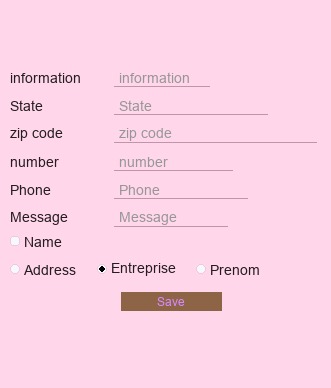 information information
State State
zip code zip code
number number
Phone Phone
Message Message
Name
Address Entreprise Prenom
Save